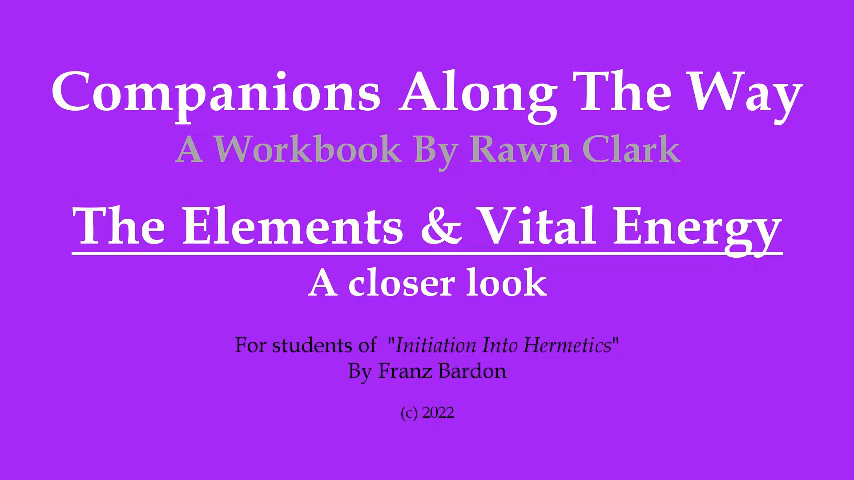 Companions Along The Way
A Workbook By Rawn Clark
The Elements & Vital Energy
A closer look
For students of "Initiation Into Hermetics"
By Franz Bardon
(c) 2022